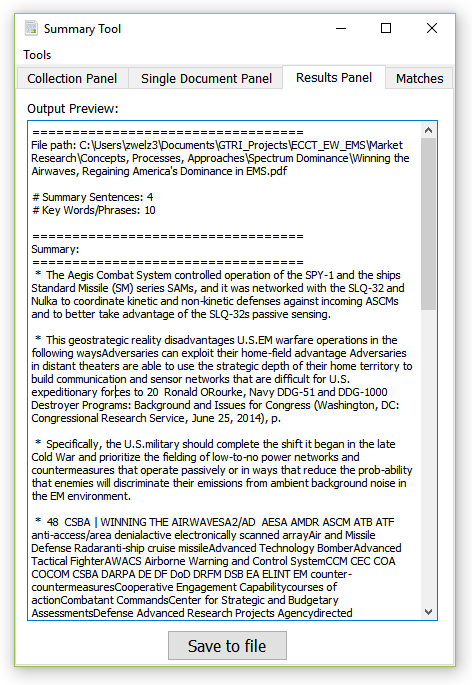 Summary Tool
Tools
Collection Panel Single Document Panel Results Panel Matches
Output Preview:
==================================
File path: C:\Users\zwelz3\Documents\GTRI_Projects\ECCT_EW_EMS\Market
Research\Concepts, Processes, Approaches\Spectrum Dominance\Winning the
Airwaves, Regaining America's Dominance in EMS.pdf
# Summary Sentences: 4
# Key Words/Phrases: 10
==================================
Summary:
==================================
* The Aegis Combat System controlled operation of the SPY-1 and the ships
Standard Missile (SM) series SAMs, and it was networked with the SLQ-32 and
Nulka to coordinate kinetic and non-kinetic defenses against incoming ASCMs
and to better take advantage of the SLQ-32s passive sensing.
* This geostrategic reality disadvantages U.S.EM warfare operations in the
following waysAdversaries can exploit their home-field advantage Adversaries
in distant theaters are able to use the strategic depth of their home territory to
build communication and sensor networks that are difficult for U.S.
expeditionary forces to 20 Ronald ORourke, Navy DDG-51 and DDG-1000
Destroyer Programs: Background and Issues for Congress (Washington, DC:
Congressional Research Service, June 25, 2014), p.
* Specifically, the U.S.military should complete the shift it began in the late
Cold War and prioritize the fielding of low-to-no power networks and
countermeasures that operate passively or in ways that reduce the prob-ability
that enemies will discriminate their emissions from ambient background noise in
the EM environment.
* 48 CSBA | WINNING THE AIRWAVESA2/AD AESA AMDR ASCM ATB ATF
anti-access/area denialactive electronically scanned arrayAir and Missile
Defense Radaranti-ship cruise missileAdvanced Technology BomberAdvanced
Tactical FighterAWACS Airborne Warning and Control SystemCCM CEC COA
COCOM CSBA DARPA DE DF DoD DRFM DSB EA ELINT EM counter-
countermeasuresCooperative Engagement Capabilitycourses of
actionCombatant CommandsCenter for Strategic and Budgetary
AssessmentsDefense Advanced Research Projects Agencydirected
Save to file